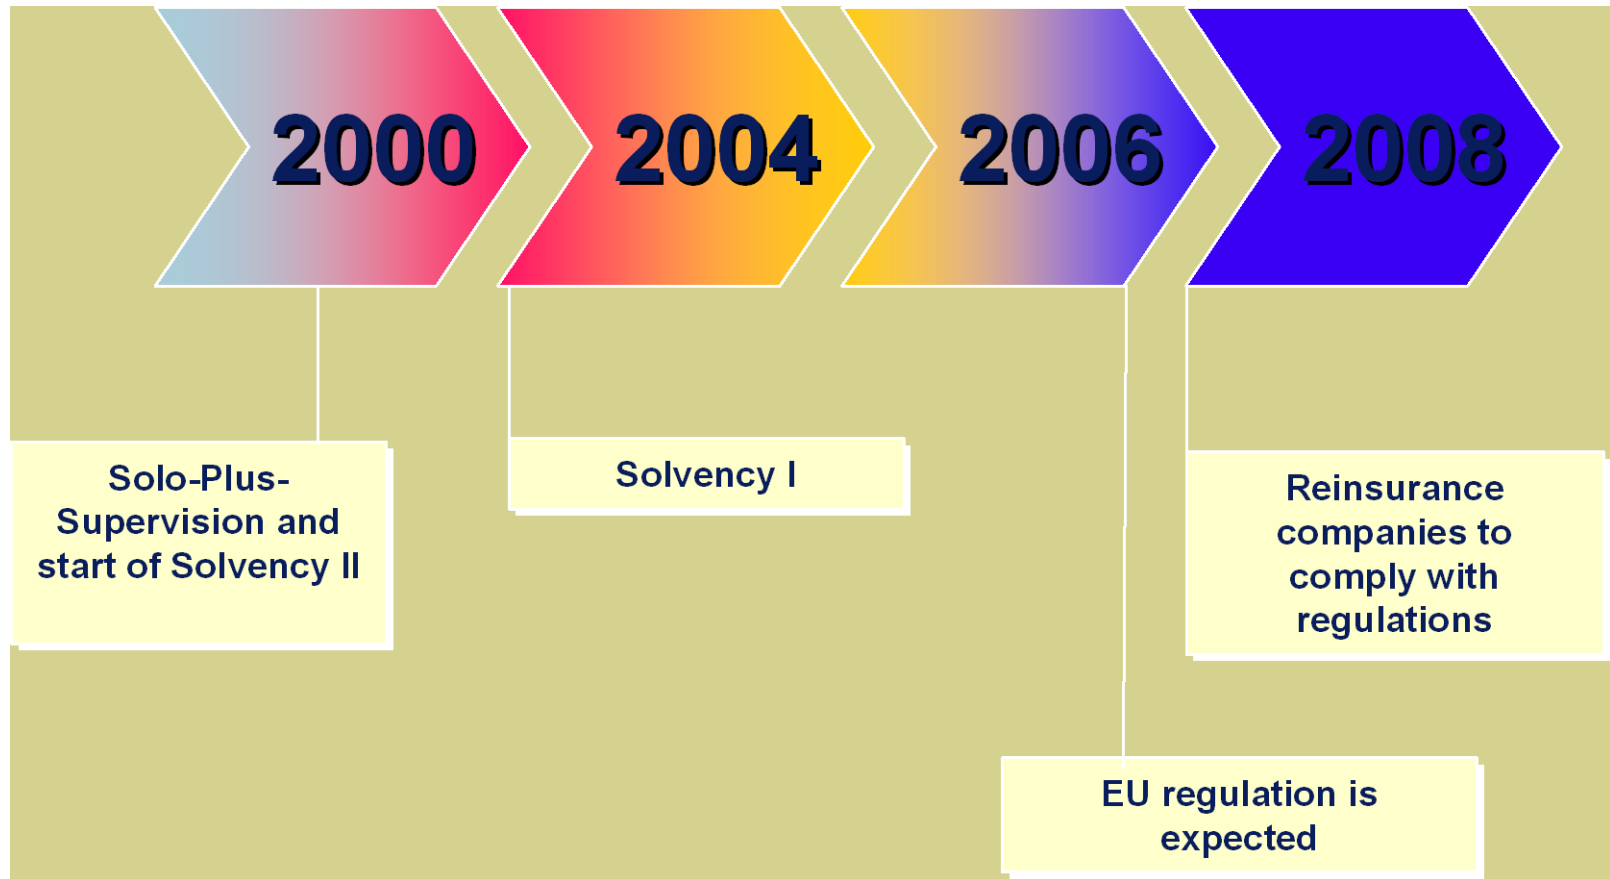 2000
2004
2006
2008
Solo-Plus-
Supervision and
start of Solvency II
Solvency I
Reinsurance
companies to
comply with
regulations
EU regulation is
expected